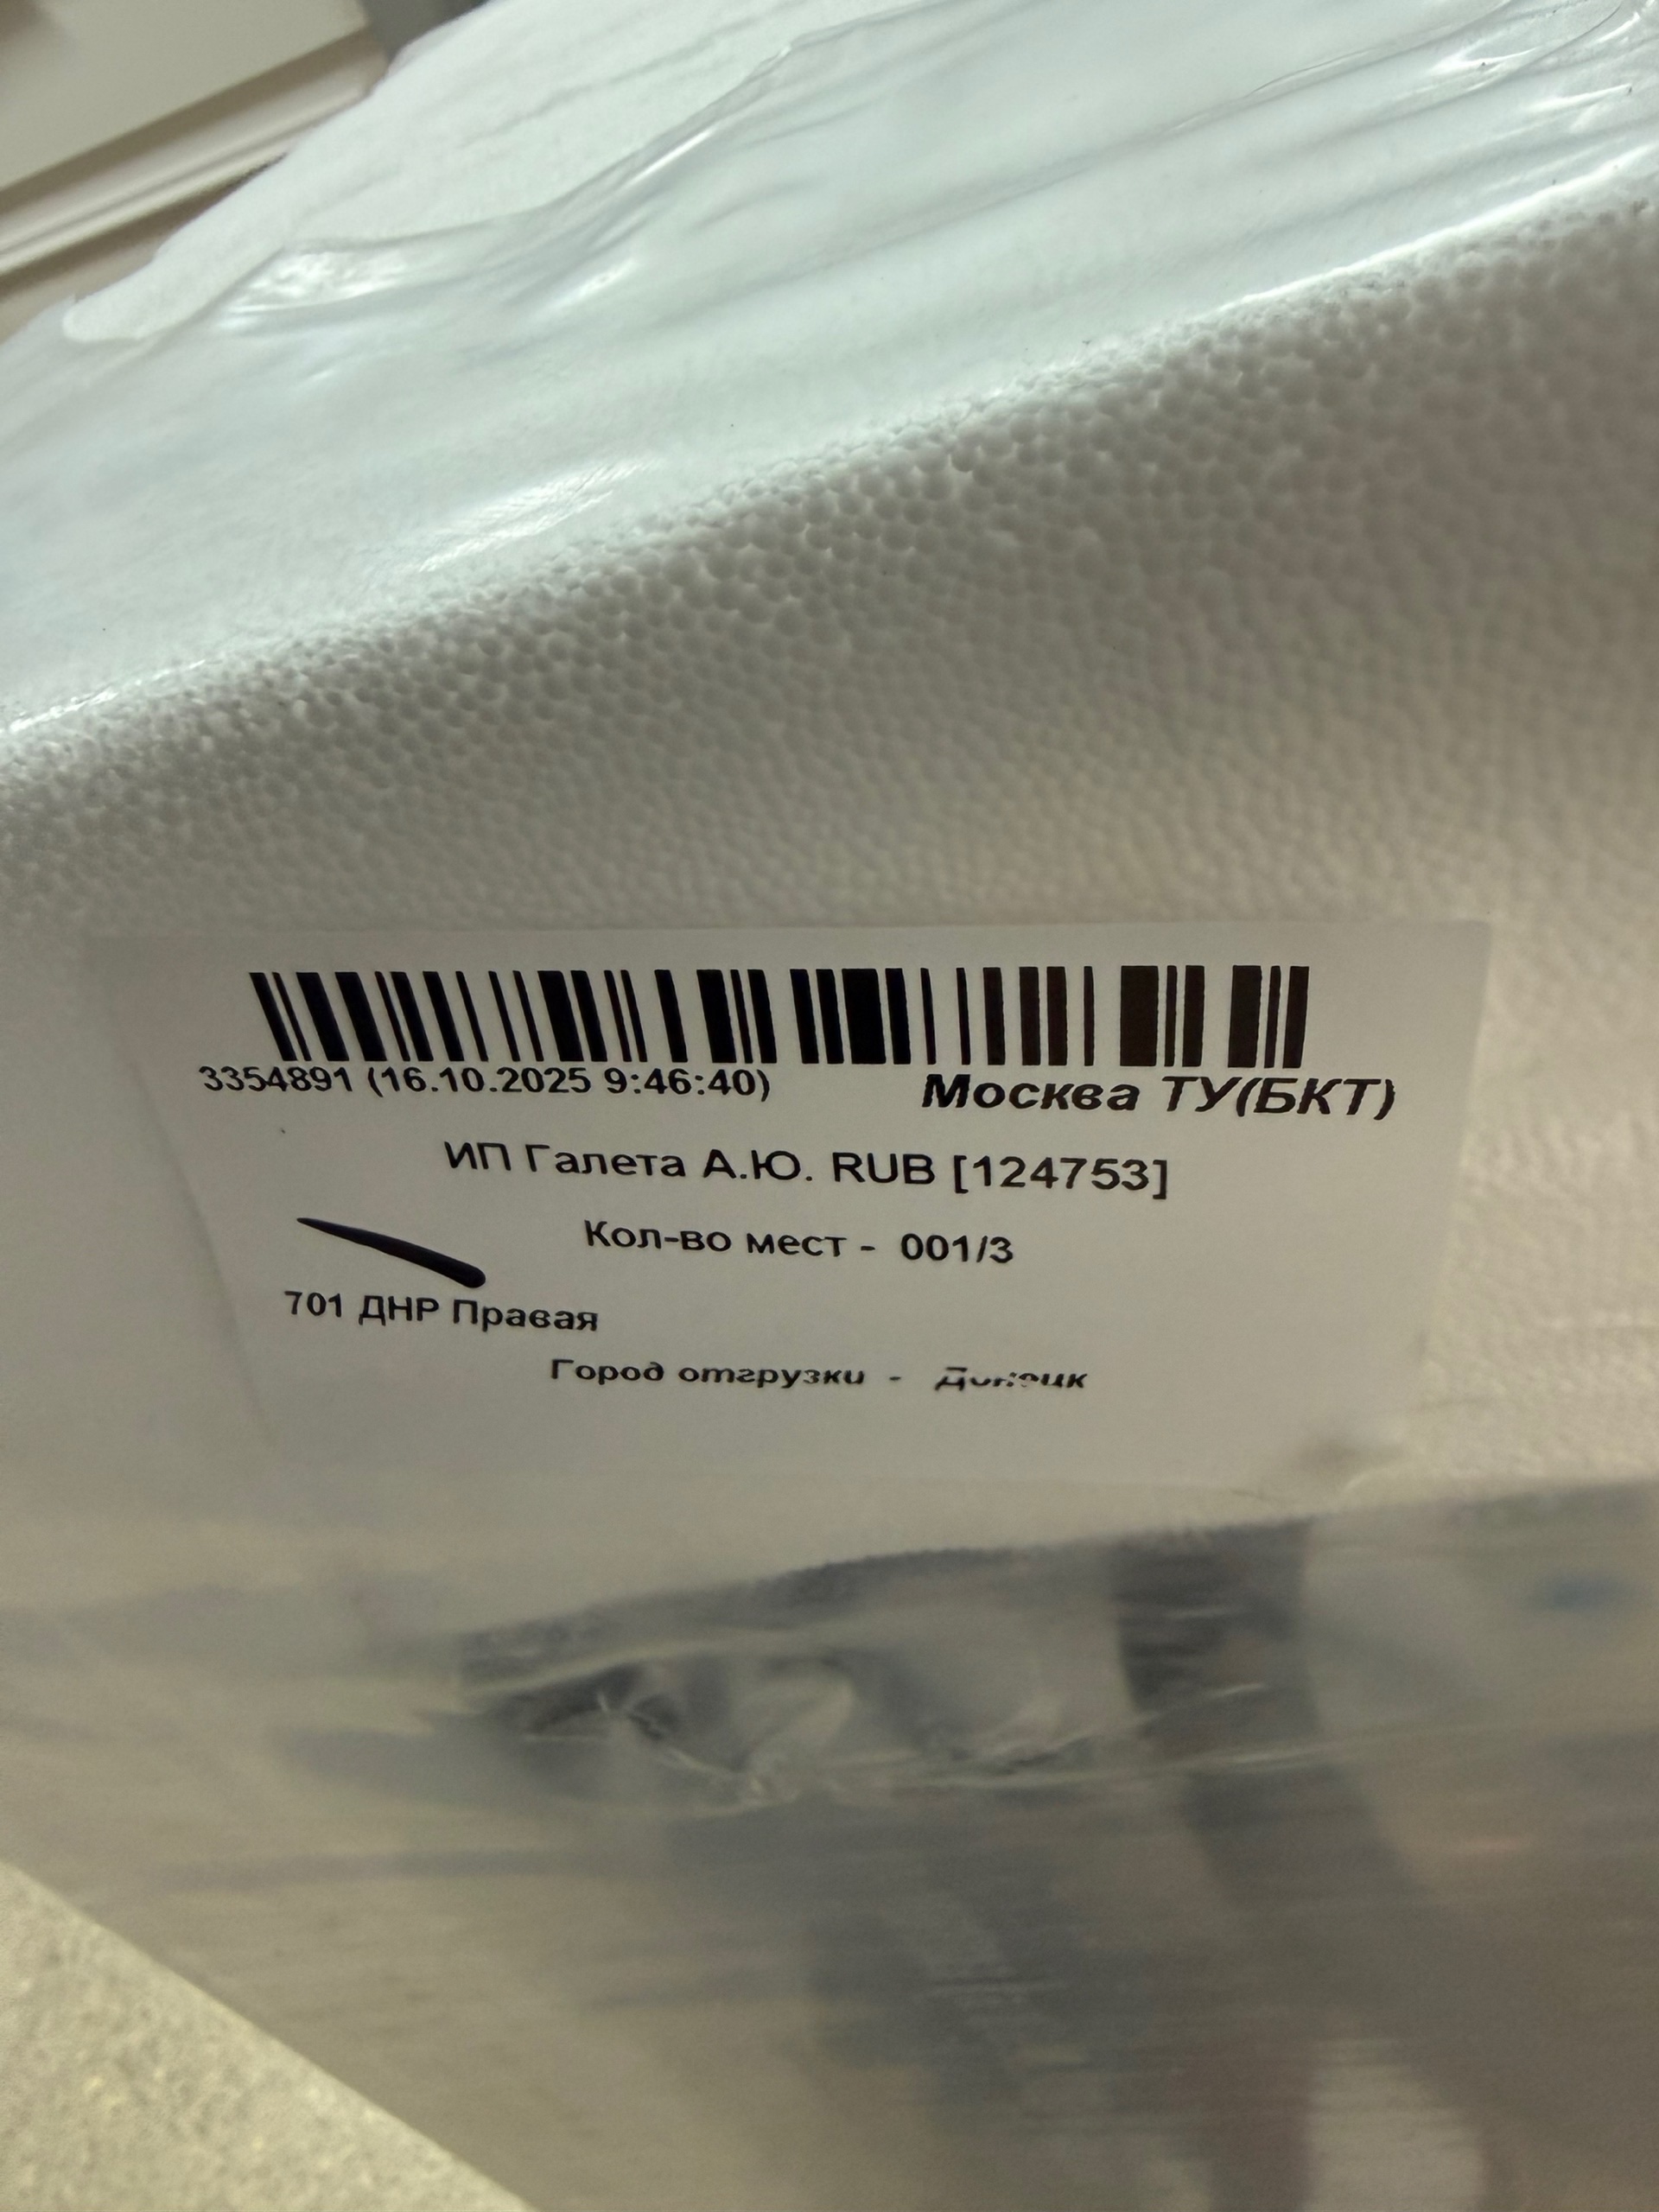 3354891 (16.10.2025 9:46:40) Москва ТУ(БКТ)
ИП Галета А.Ю. RUB [124753]
Кол-во мест - 001/3
701 ДНР Правая
Город отгрузки - Донецк